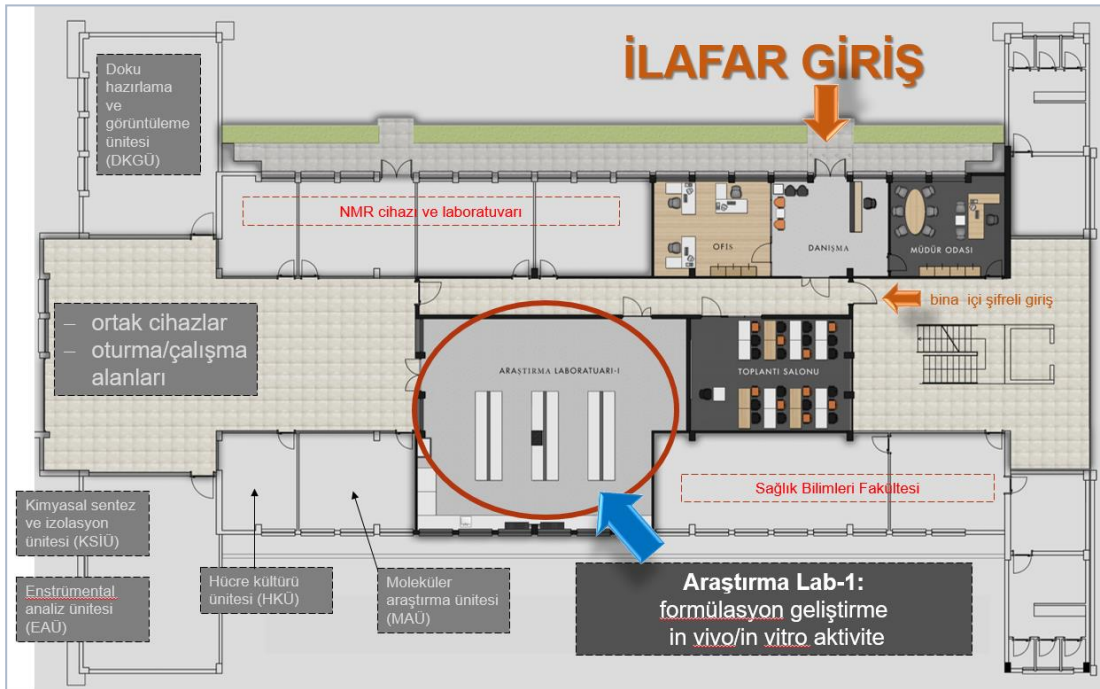 İLAFAR GİRİŞ
Doku
hazırlama
ve
görüntüleme
ünitesi
(DKGÜ)
NMR cihazı ve laboratuvarı
OFİS
DANIŞMA
MÜDÜR ODASI
bina içi şifreli giriş
– ortak cihazlar
– oturma/çalışma
alanları
ARAŞTIRMA LABORATUARI-I
TOPLANTI SALONU
Sağlık Bilimleri Fakültesi
Kimyasal sentez
ve izolasyon
ünitesi (KSİÜ)
Enstrümental
analiz ünitesi
(EAÜ)
Hücre kültürü
ünitesi (HKÜ)
Moleküler
araştırma ünitesi
(MAÜ)
Araştırma Lab-1:
formülasyon geliştirme
in vivo/in vitro aktivite